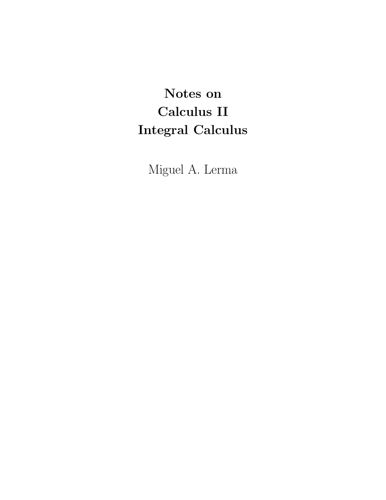 Notes on
Calculus II
Integral Calculus
Miguel A. Lerma